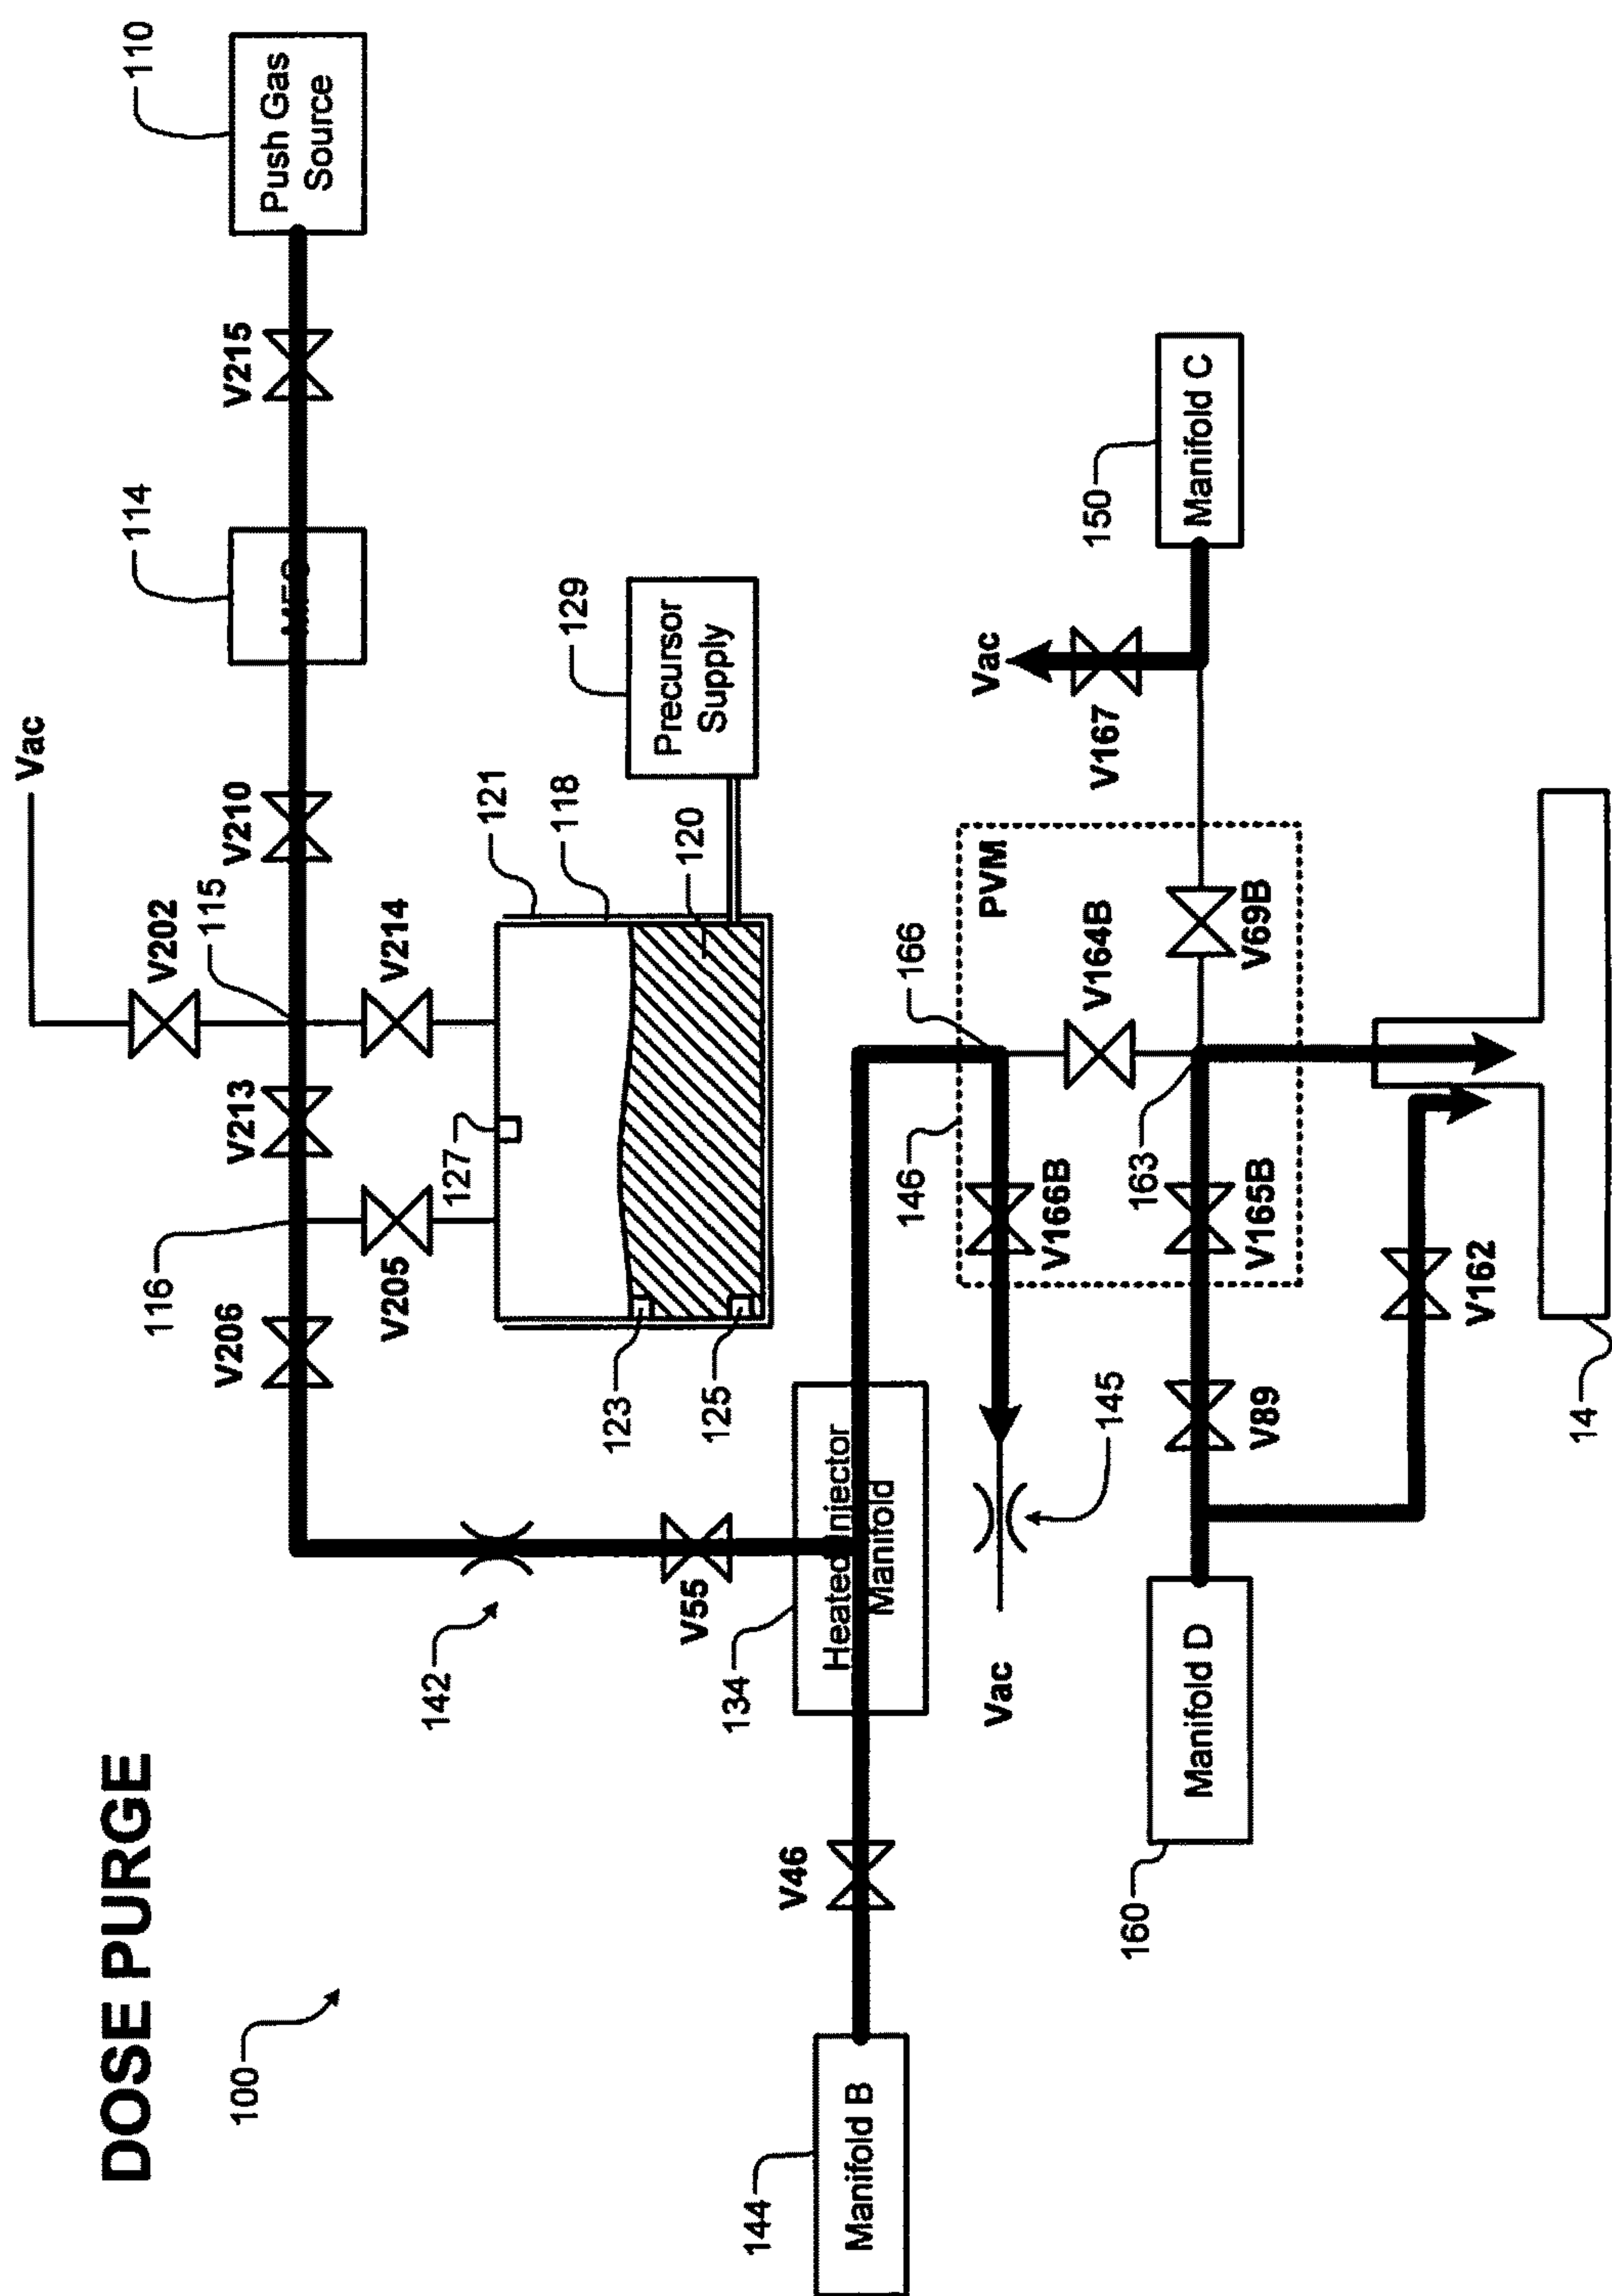 DOSE PURGE
100
Vac
V202
115
V206
116
V213
V210
114
V215
110
Push Gas
Source
V205
V214
127
121
118
120
129
Precursor
Supply
123
125
142
V55
134
Heated Injector
Manifold
144
Manifold B
V46
146
166
PVM
V166B
V164B
Vac
145
163
V165B
V69B
Vac
V167
150
Manifold C
160
Manifold D
V89
V162
14